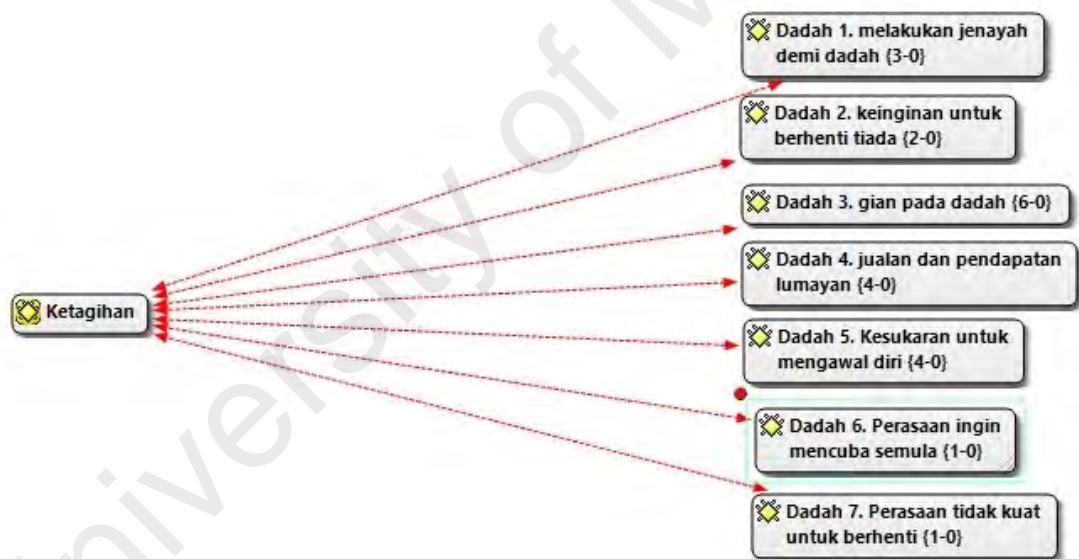 Dadah 1. melakukan jenayah
demi dadah {3-0}
Dadah 2. keinginan untuk
berhenti tiada {2-0}
Dadah 3. gian pada dadah {6-0}
Dadah 4. jualan dan pendapatan
lumayan {4-0}
Ketagihan
Dadah 5. Kesukaran untuk
mengawal diri {4-0}
Dadah 6. Perasaan ingin
mencuba semula {1-0}
Dadah 7. Perasaan tidak kuat
untuk berhenti {1-0}
University of